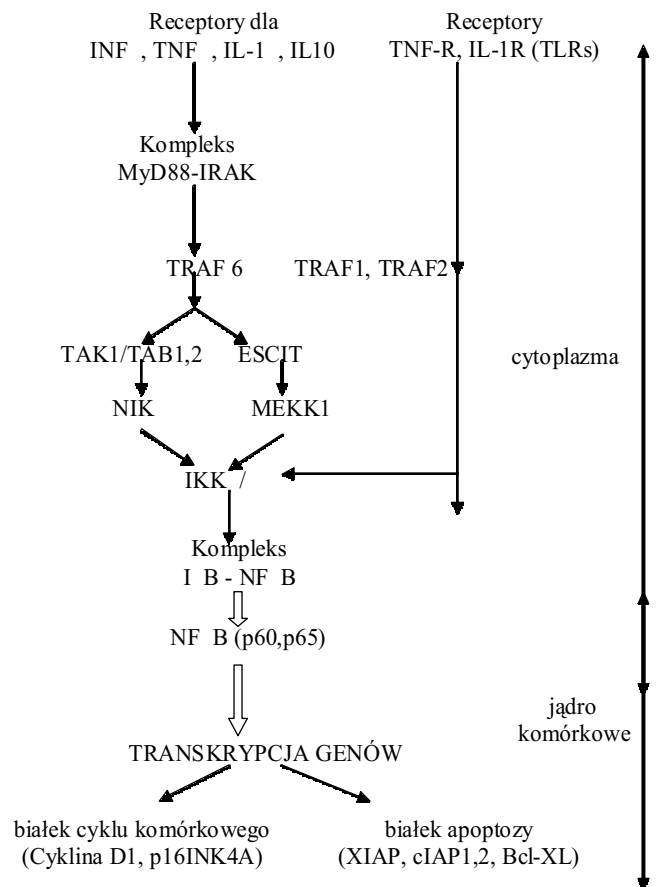 Receptory dla
INF , TNF , IL-1 , IL10
Receptory
TNF-R, IL-1R (TLRs)
Kompleks
MyD88-IRAK
TRAF 6
TRAF1, TRAF2
TAK1/TAB1,2
ESCIT
cytoplazma
NIK
MEKK1
IKK /
Kompleks
I B - NF B
NF B (p60,p65)
jądro
komórkowe
TRANSKRYPCJA GENÓW
białek cyklu komórkowego
(Cyklina D1, p16INK4A)
białek apoptozy
(XIAP, cIAP1,2, Bcl-XL)